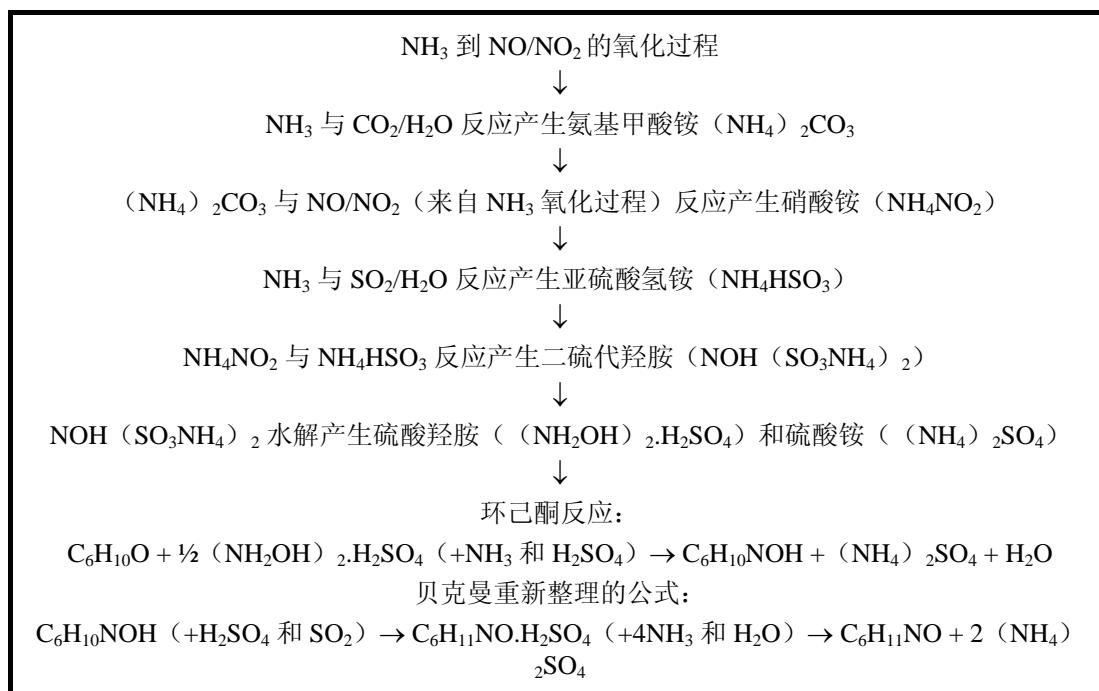 NH₃ 到 NO/NO₂ 的氧化过程
↓
NH₃ 与 CO₂/H₂O 反应产生氨基甲酸铵（NH₄）₂CO₃
↓
（NH₄）₂CO₃ 与 NO/NO₂（来自 NH₃ 氧化过程）反应产生硝酸铵（NH₄NO₂）
↓
NH₃ 与 SO₂/H₂O 反应产生亚硫酸氢铵（NH₄HSO₃）
↓
NH₄NO₂ 与 NH₄HSO₃ 反应产生二硫代羟胺（NOH（SO₃NH₄）₂）
↓
NOH（SO₃NH₄）₂ 水解产生硫酸羟胺（（NH₂OH）₂.H₂SO₄）和硫酸铵（（NH₄）₂SO₄）
↓
环己酮反应：
C₆H₁₀O + ½（NH₂OH）₂.H₂SO₄（+NH₃ 和 H₂SO₄）→ C₆H₁₀NOH +（NH₄）₂SO₄ + H₂O
贝克曼重新整理的公式：
C₆H₁₀NOH（+H₂SO₄ 和 SO₂）→ C₆H₁₁NO.H₂SO₄（+4NH₃ 和 H₂O）→ C₆H₁₁NO + 2（NH₄）
₂SO₄